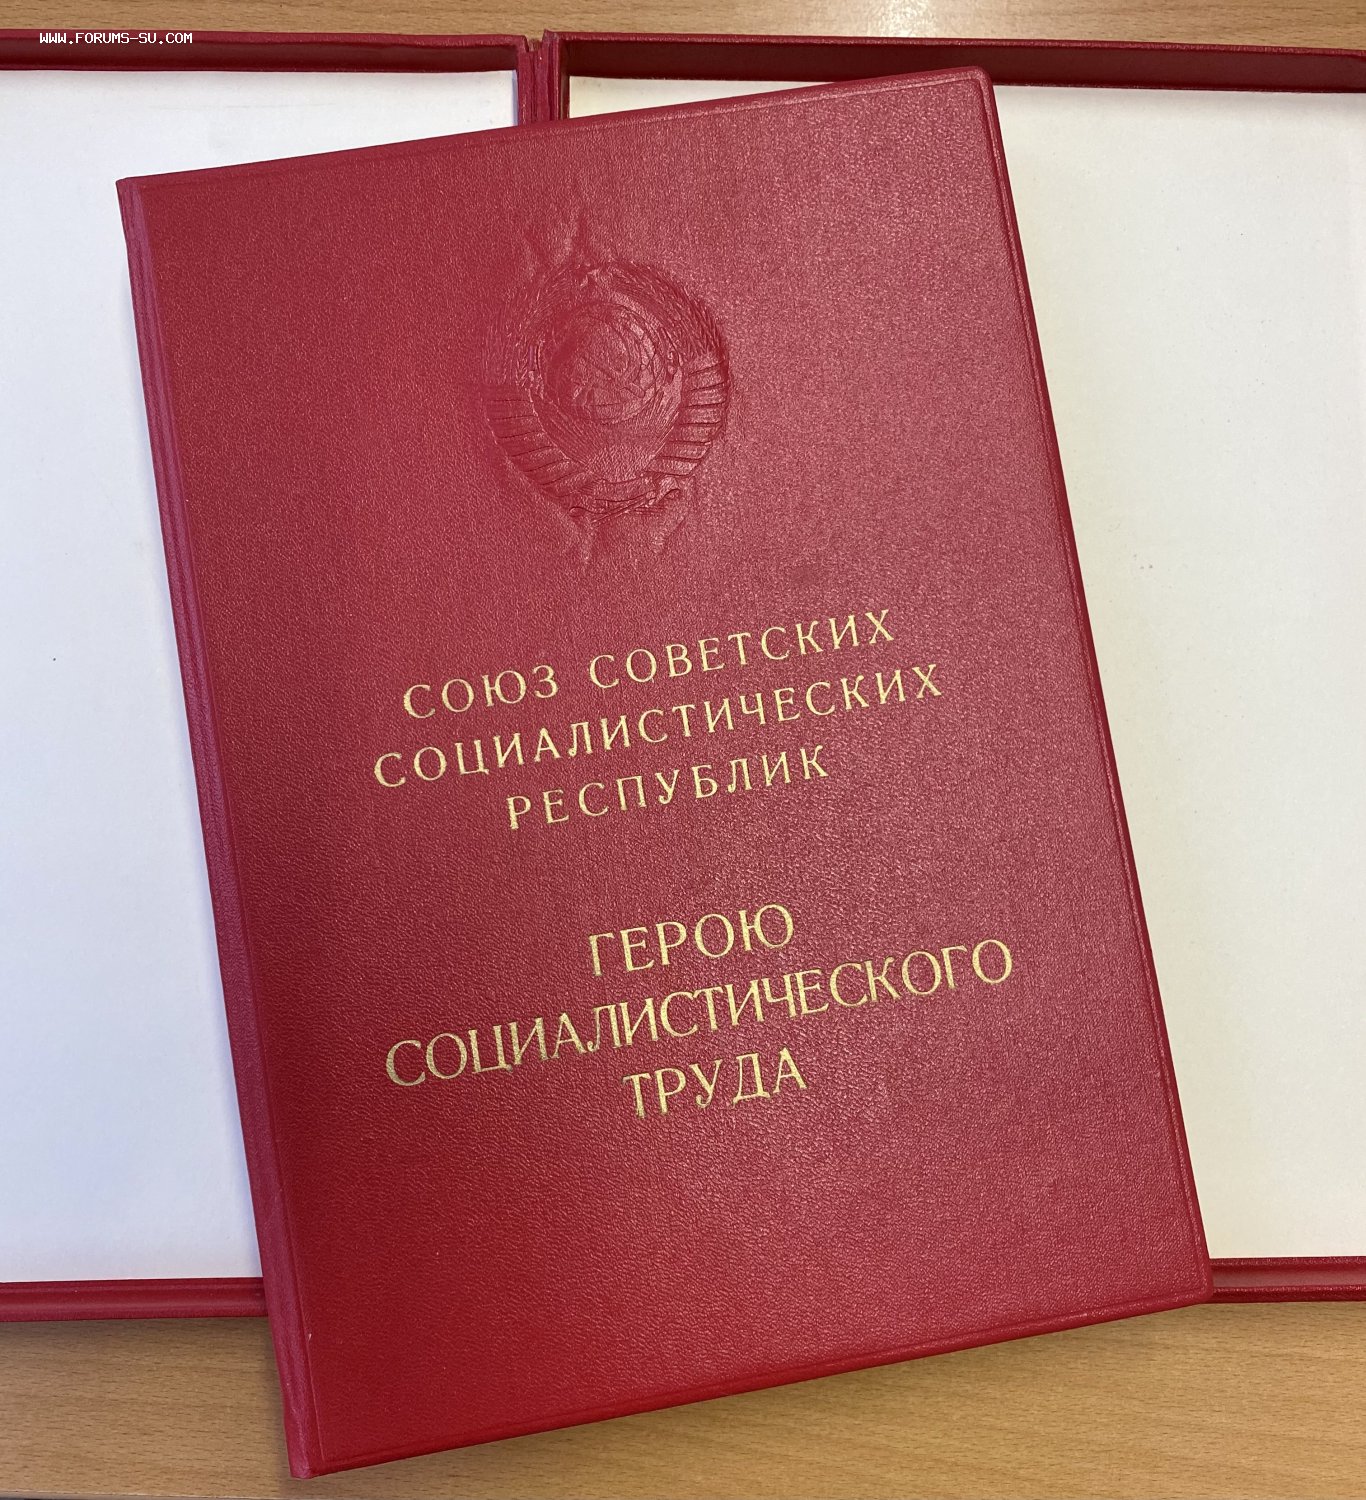 WWW.FORUMS-SU.COM
СОЮЗ СОВЕТСКИХ
СОЦИАЛИСТИЧЕСКИХ
РЕСПУБЛИК
ГЕРОЮ
СОЦИАЛИСТИЧЕСКОГО
ТРУДА